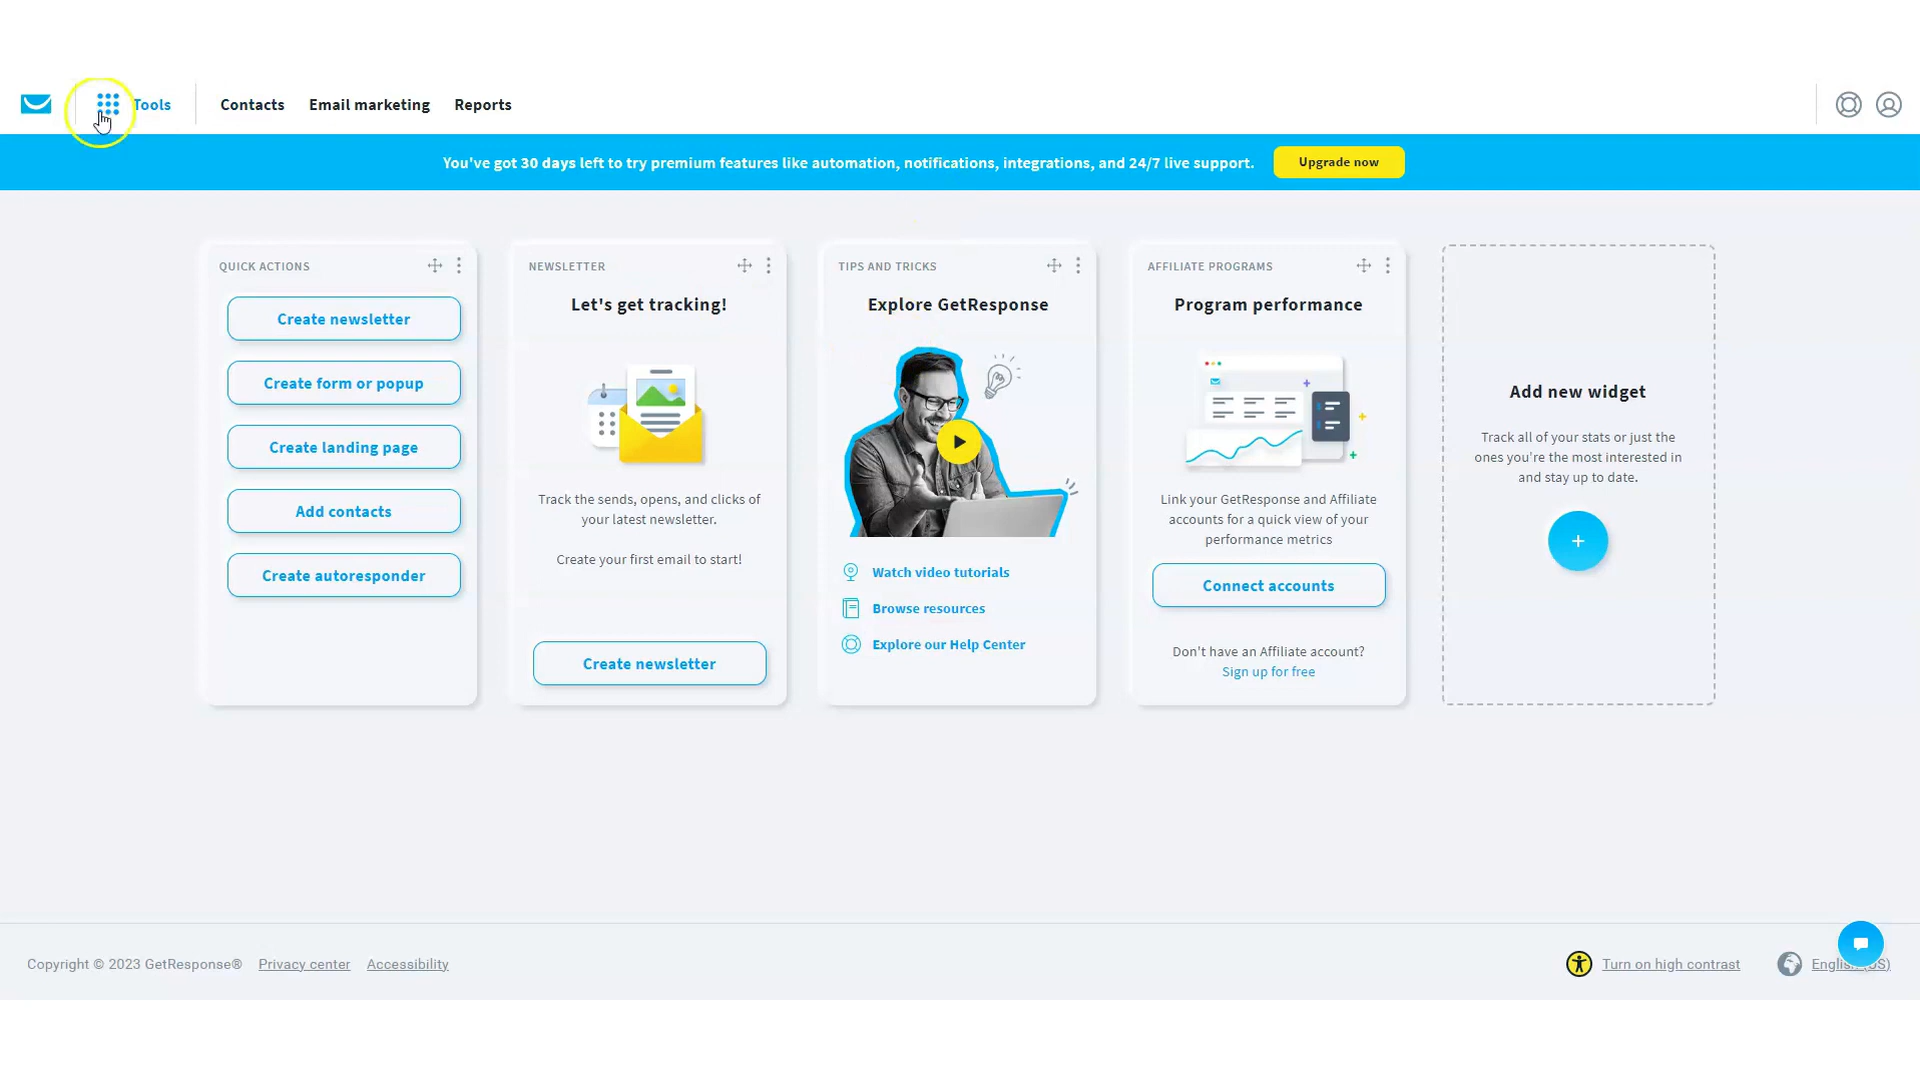 Tools
Contacts
Email marketing
Reports
You've got 30 days left to try premium features like automation, notifications, integrations, and 24/7 live support.
Upgrade now
QUICK ACTIONS
Create newsletter
Create form or popup
Create landing page
Add contacts
Create autoresponder
NEWSLETTER
Let's get tracking!
Track the sends, opens, and clicks of
your latest newsletter.
Create your first email to start!
Create newsletter
TIPS AND TRICKS
Explore GetResponse
Watch video tutorials
Browse resources
Explore our Help Center
AFFILIATE PROGRAMS
Program performance
Link your GetResponse and Affiliate
accounts for a quick view of your
performance metrics
Connect accounts
Don't have an Affiliate account?
Sign up for free
Add new widget
Track all of your stats or just the
ones you're the most interested in
and stay up to date.
Copyright © 2023 GetResponse®
Privacy center
Accessibility
Turn on high contrast
English (US)